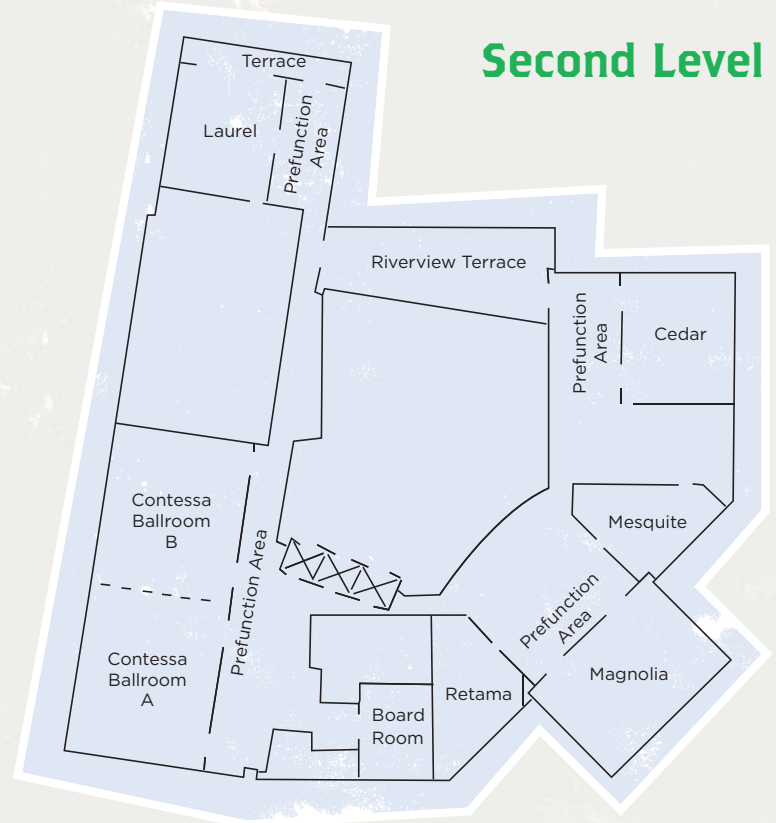 Second Level
Terrace
Laurel
Prefunction
Area
Riverview Terrace
Prefunction
Area
Cedar
Contessa
Ballroom
B
Mesquite
Prefunction Area
Prefunction
Area
Contessa
Ballroom
A
Magnolia
Retama
Board
Room